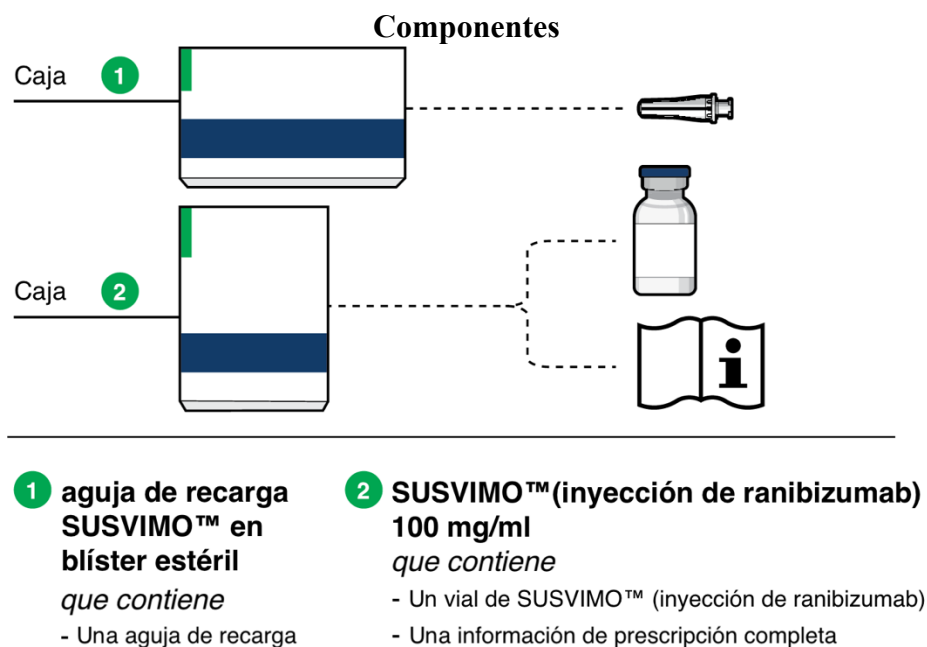 Componentes
Caja 1
Caja 2
1 aguja de recarga
SUSVIMO™ en
blíster estéril
que contiene
- Una aguja de recarga
2 SUSVIMO™(inyección de ranibizumab)
100 mg/ml
que contiene
- Un vial de SUSVIMO™ (inyección de ranibizumab)
- Una información de prescripción completa